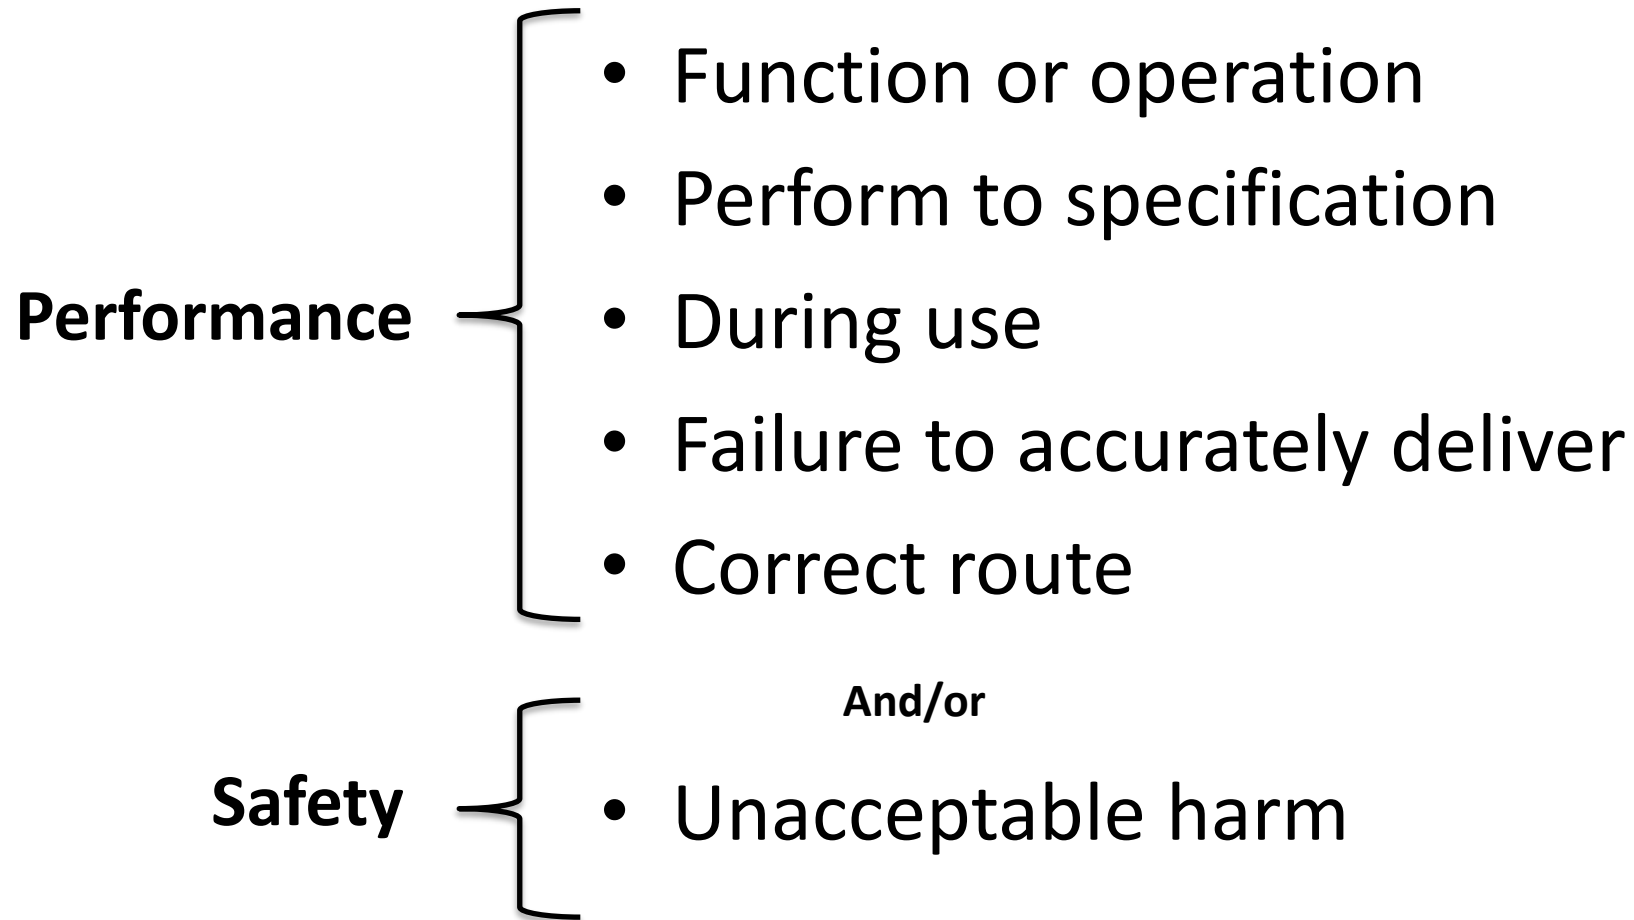 • Function or operation
• Perform to specification
Performance
• During use
• Failure to accurately deliver
• Correct route
And/or
Safety
• Unacceptable harm